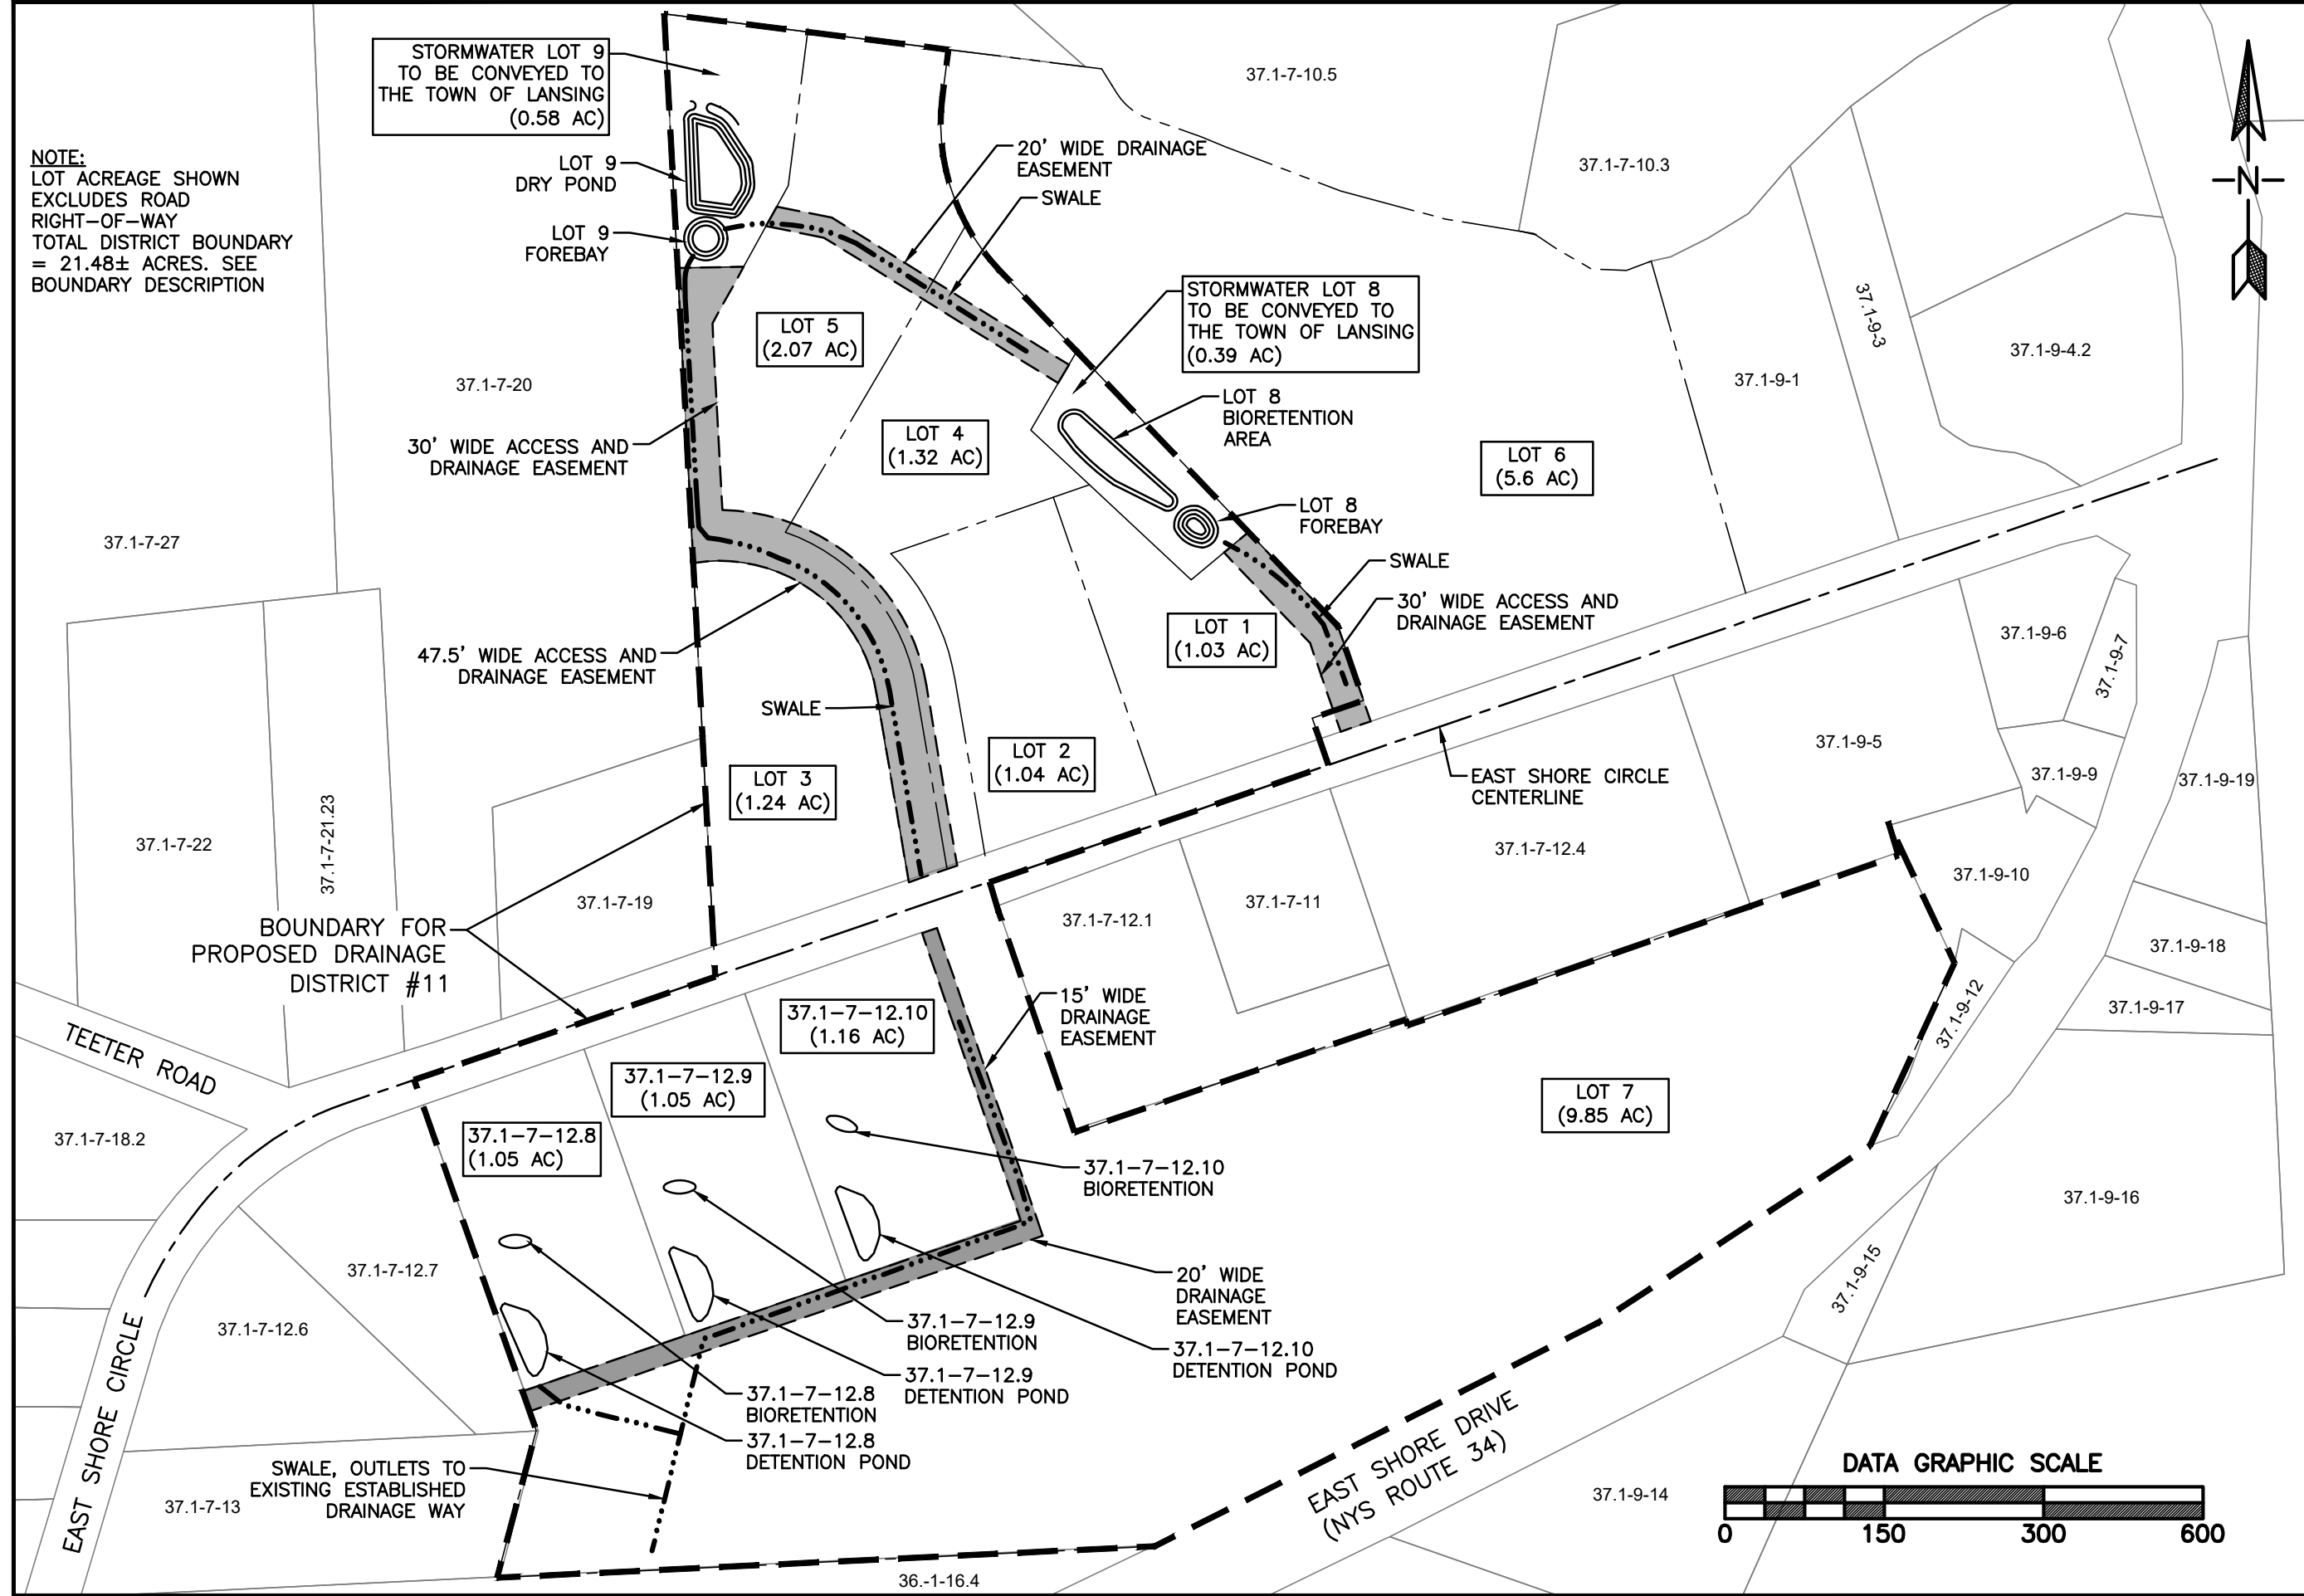 STORMWATER LOT 9
TO BE CONVEYED TO
THE TOWN OF LANSING
(0.58 AC)
37.1-7-10.5
NOTE:
LOT ACREAGE SHOWN
EXCLUDES ROAD
RIGHT-OF-WAY
TOTAL DISTRICT BOUNDARY
= 21.48± ACRES. SEE
BOUNDARY DESCRIPTION
LOT 9
DRY POND
LOT 9
FOREBAY
20' WIDE DRAINAGE
EASEMENT
SWALE
37.1-7-10.3
N
STORMWATER LOT 8
TO BE CONVEYED TO
THE TOWN OF LANSING
(0.39 AC)
LOT 5
(2.07 AC)
37.1-9-3
37.1-9-4.2
37.1-9-1
37.1-7-20
LOT 8
BIORETENTION
AREA
LOT 4
(1.32 AC)
30' WIDE ACCESS AND
DRAINAGE EASEMENT
LOT 6
(5.6 AC)
LOT 8
FOREBAY
37.1-7-27
SWALE
30' WIDE ACCESS AND
DRAINAGE EASEMENT
LOT 1
(1.03 AC)
37.1-9-6
37.1-9-7
47.5' WIDE ACCESS AND
DRAINAGE EASEMENT
SWALE
LOT 2
(1.04 AC)
LOT 3
(1.24 AC)
EAST SHORE CIRCLE
CENTERLINE
37.1-9-5
37.1-9-9
37.1-9-19
37.1-7-22
37.1-7-21.23
37.1-7-19
37.1-7-12.4
37.1-7-11
37.1-7-12.1
37.1-9-10
BOUNDARY FOR
PROPOSED DRAINAGE
DISTRICT #11
37.1-9-18
37.1-9-17
37.1-9-12
TEETER ROAD
37.1-7-12.10
(1.16 AC)
15' WIDE
DRAINAGE
EASEMENT
37.1-7-12.9
(1.05 AC)
37.1-7-12.8
(1.05 AC)
LOT 7
(9.85 AC)
37.1-7-18.2
37.1-7-12.10
BIORETENTION
37.1-9-16
37.1-7-12.7
37.1-9-15
20' WIDE
DRAINAGE
EASEMENT
37.1-7-12.6
37.1-7-12.9
BIORETENTION
37.1-7-12.10
DETENTION POND
37.1-7-12.9
DETENTION POND
37.1-7-12.8
BIORETENTION
37.1-7-12.8
DETENTION POND
EAST SHORE CIRCLE
SWALE, OUTLETS TO
EXISTING ESTABLISHED
DRAINAGE WAY
37.1-7-13
EAST SHORE DRIVE
(NYS ROUTE 34)
37.1-9-14
DATA GRAPHIC SCALE
0 150 300 600
36.-1-16.4